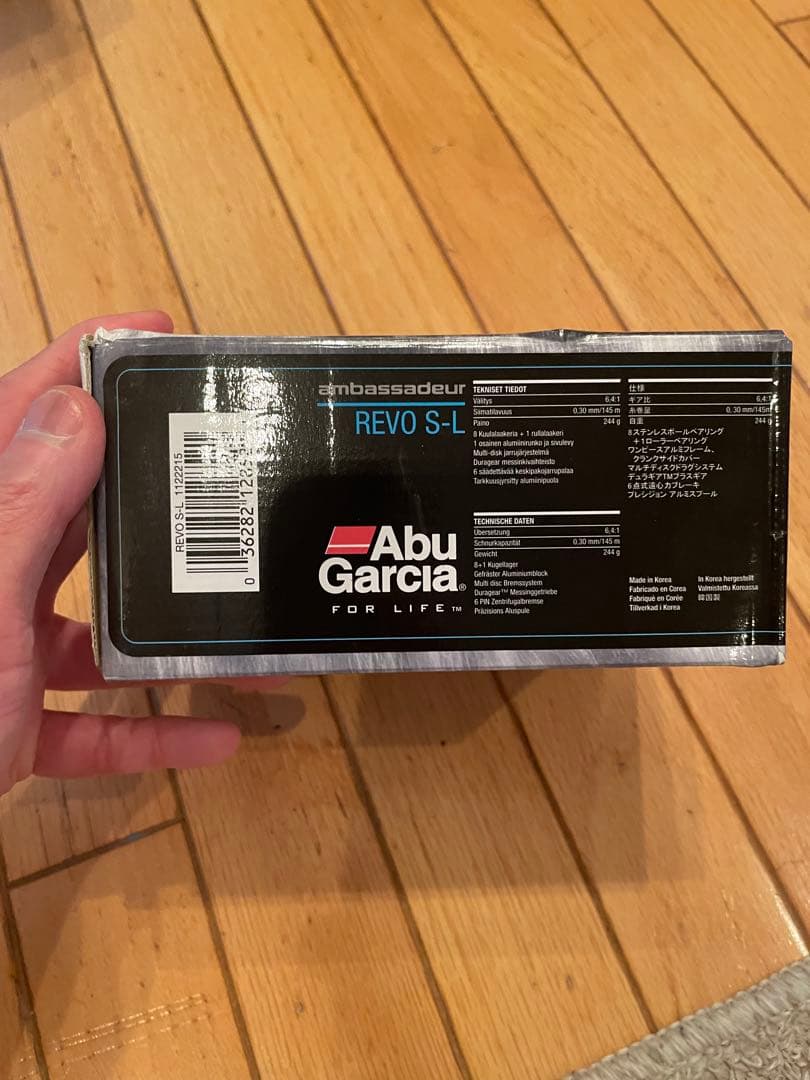 REVO S-L 1122215
0 36282
ambassadeur
REVO S-L
Abu
Garcia®
FOR LIFE™
TEKNISET TIEDOT
Välitys 6,4:1
Siimatilavuus 0,30 mm/145 m
Paino 244 g
8 Kuulalaakeria + 1 rullalaakeri
1 osainen alumiinirunko ja sivulevy
Multi-disk jarrujärjestelmä
Duragear messinkivaihteisto
6 säädettävää keskipakojarrupalaa
Tarkkuusjyrsitty alumiinipuola
TECHNISCHE DATEN
Übersetzung 6,4:1
Schnurkapazität 0,30 mm/145 m
Gewicht 244 g
8+1 Kugellager
Gefräster Aluminiumblock
Multi disc Bremssystem
Duragear™ Messinggetriebe
6 PIN Zentrifugalbremse
Präzisions Aluspule
仕様
ギア比 6,4:1
糸巻量 0, 30 mm/145m
自重 244 g
8ステンレスボールベアリング
+1ローラーベアリング
ワンピースアルミフレーム、
クランクサイドカバー
マルチディスクドラグシステム
デュラギアTMブラスギア
6点式遠心力ブレーキ
プレシジョン アルミスプール
Made in Korea
Fabricado en Corea
Fabriqué en Corée
Tillverkad i Korea
In Korea hergestellt
Valmistettu Koreassa
韓国製